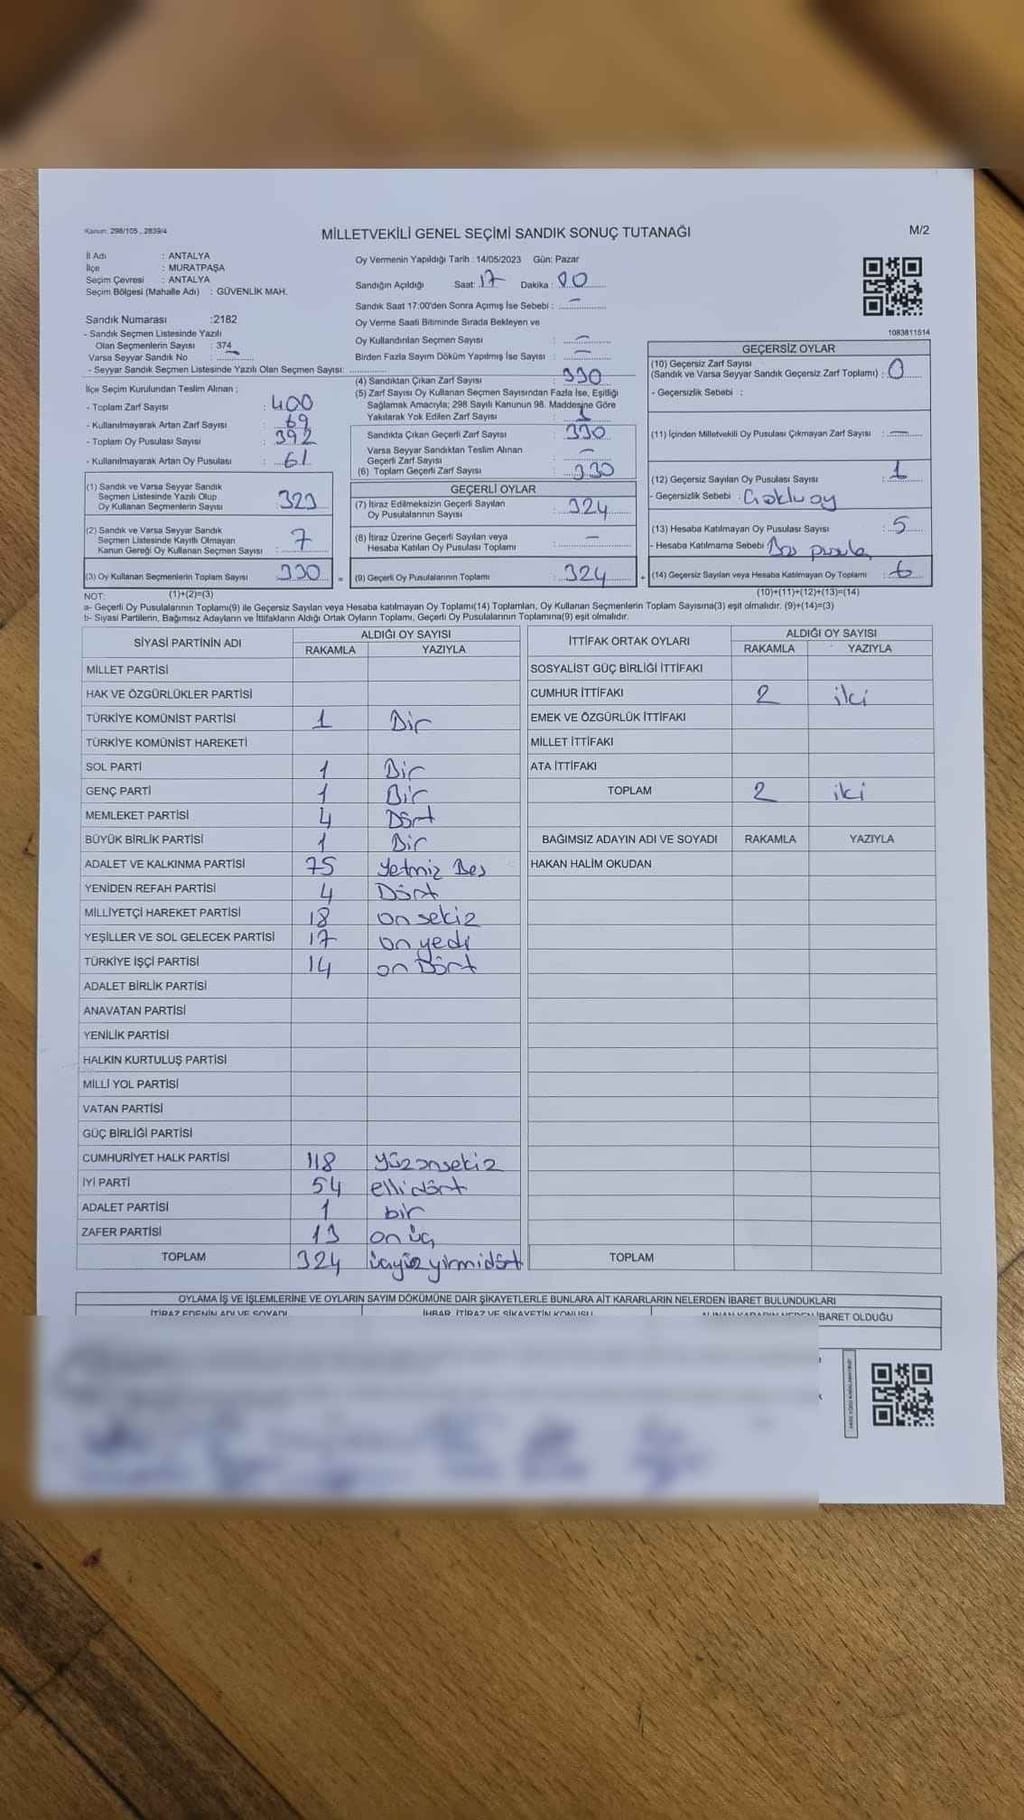 Kanun: 298/105 , 2839/4
MİLLETVEKİLİ GENEL SEÇİMİ SANDIK SONUÇ TUTANAĞI
M/2
İl Adı : ANTALYA
İlçe : MURATPAŞA
Seçim Çevresi : ANTALYA
Seçim Bölgesi (Mahalle Adı) : GÜVENLİK MAH.
Sandık Numarası :2182
- Sandık Seçmen Listesinde Yazılı
Olan Seçmenlerin Sayısı : 374
Varsa Seyyar Sandık No :
- Seyyar Sandık Seçmen Listesinde Yazılı Olan Seçmen Sayısı:
İlçe Seçim Kurulundan Teslim Alınan ;
- Toplam Zarf Sayısı : 400
- Kullanılmayarak Artan Zarf Sayısı : 69
- Toplam Oy Pusulası Sayısı : 392
- Kullanılmayarak Artan Oy Pusulası : 61
(1) Sandık ve Varsa Seyyar Sandık
Seçmen Listesinde Yazılı Olup
Oy Kullanan Seçmenlerin Sayısı : 323
(2) Sandık ve Varsa Seyyar Sandık
Seçmen Listesinde Kayıtlı Olmayan
Kanun Gereği Oy Kullanan Seçmen Sayısı : 7
(3) Oy Kullanan Seçmenlerin Toplam Sayısı : 330
Oy Vermenin Yapıldığı Tarih : 14/05/2023 Gün: Pazar
Sandığın Açıldığı Saat: 17 Dakika : 00
Sandık Saat 17:00'den Sonra Açımış İse Sebebi : –
Oy Verme Saati Bitiminde Sırada Bekleyen ve
Oy Kullandırılan Seçmen Sayısı : –
Birden Fazla Sayım Döküm Yapılmış İse Sayısı : –
(4) Sandıktan Çıkan Zarf Sayısı : 330
(5) Zarf Sayısı Oy Kullanan Seçmen Sayısından Fazla İse, Eşitliği
Sağlamak Amacıyla; 298 Sayılı Kanunun 98. Maddesine Göre
Yakılarak Yok Edilen Zarf Sayısı : 1
Sandıkta Çıkan Geçerli Zarf Sayısı : 330
Varsa Seyyar Sandıktan Teslim Alınan
Geçerli Zarf Sayısı : –
(6) Toplam Geçerli Zarf Sayısı : 330
GEÇERLİ OYLAR
(7) İtiraz Edilmeksizin Geçerli Sayılan
Oy Pusulalarının Sayısı : 324
(8) İtiraz Üzerine Geçerli Sayılan veya
Hesaba Katılan Oy Pusulası Toplamı : –
= (9) Geçerli Oy Pusulalarının Toplamı : 324
1083811514
GEÇERSİZ OYLAR
(10) Geçersiz Zarf Sayısı
(Sandık ve Varsa Seyyar Sandık Geçersiz Zarf Toplamı) : 0
- Geçersizlik Sebebi :
(11) İçinden Milletvekili Oy Pusulası Çıkmayan Zarf Sayısı : –
(12) Geçersiz Sayılan Oy Pusulası Sayısı : 1
- Geçersizlik Sebebi :
(13) Hesaba Katılmayan Oy Pusulası Sayısı : 5
- Hesaba Katılmama Sebebi :
+ (14) Geçersiz Sayılan veya Hesaba Katılmayan Oy Toplamı : 6
NOT: (1)+(2)=(3)
(10)+(11)+(12)+(13)=(14)
a- Geçerli Oy Pusulalarının Toplamı(9) ile Geçersiz Sayılan veya Hesaba katılmayan Oy Toplamı(14) Toplamları, Oy Kullanan Seçmenlerin Toplam Sayısına(3) eşit olmalıdır. (9)+(14)=(3)
b- Siyasi Partilerin, Bağımsız Adayların ve İttifakların Aldığı Ortak Oyların Toplamı, Geçerli Oy Pusulalarının Toplamına(9) eşit olmalıdır.
SİYASİ PARTİNİN ADI ALDIĞI OY SAYISI
RAKAMLA YAZIYLA
MİLLET PARTİSİ
HAK VE ÖZGÜRLÜKLER PARTİSİ
TÜRKİYE KOMÜNİST PARTİSİ 1 Bir
TÜRKİYE KOMÜNİST HAREKETİ
SOL PARTİ 1 Bir
GENÇ PARTİ 1 Bir
MEMLEKET PARTİSİ 4 Dört
BÜYÜK BİRLİK PARTİSİ 1 Bir
ADALET VE KALKINMA PARTİSİ 75 Yetmiz Beş
YENİDEN REFAH PARTİSİ 4 Dört
MİLLİYETÇİ HAREKET PARTİSİ 18 on sekiz
YEŞİLLER VE SOL GELECEK PARTİSİ 17 on yedi
TÜRKİYE İŞÇİ PARTİSİ 14 on Dört
ADALET BİRLİK PARTİSİ
ANAVATAN PARTİSİ
YENİLİK PARTİSİ
HALKIN KURTULUŞ PARTİSİ
MİLLİ YOL PARTİSİ
VATAN PARTİSİ
GÜÇ BİRLİĞİ PARTİSİ
CUMHURİYET HALK PARTİSİ 118 yüzonsekiz
İYİ PARTİ 54 ellidört
ADALET PARTİSİ 1 bir
ZAFER PARTİSİ 13 on üç
TOPLAM 324 üçyüzyirmidört
İTTİFAK ORTAK OYLARI ALDIĞI OY SAYISI
RAKAMLA YAZIYLA
SOSYALİST GÜÇ BİRLİĞİ İTTİFAKI
CUMHUR İTTİFAKI 2 iki
EMEK VE ÖZGÜRLÜK İTTİFAKI
MİLLET İTTİFAKI
ATA İTTİFAKI
TOPLAM 2 iki
BAĞIMSIZ ADAYIN ADI VE SOYADI RAKAMLA YAZIYLA
HAKAN HALİM OKUDAN
TOPLAM
OYLAMA İŞ VE İŞLEMLERİNE VE OYLARIN SAYIM DÖKÜMÜNE DAİR ŞİKAYETLERLE BUNLARA AİT KARARLARIN NELERDEN İBARET BULUNDUKLARI
İTİRAZ EDENİN ADI VE SOYADI İHBAR, İTİRAZ VE ŞİKAYETİN KONUSU İBARET OLDUĞU